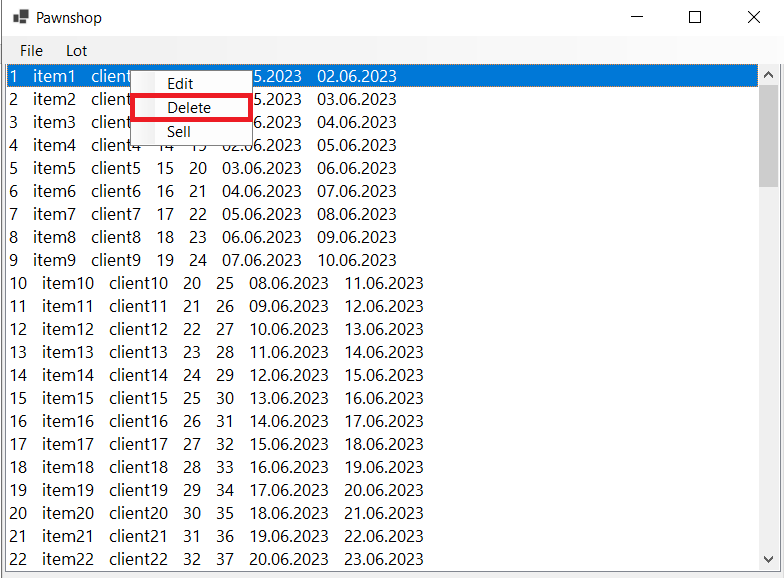 Pawnshop
File Lot
1 item1 client 5.2023 02.06.2023
Edit
2 item2 client 5.2023 03.06.2023
Delete
3 item3 client 6.2023 04.06.2023
Sell
4 item4 client4 14 19 02.06.2023 05.06.2023
5 item5 client5 15 20 03.06.2023 06.06.2023
6 item6 client6 16 21 04.06.2023 07.06.2023
7 item7 client7 17 22 05.06.2023 08.06.2023
8 item8 client8 18 23 06.06.2023 09.06.2023
9 item9 client9 19 24 07.06.2023 10.06.2023
10 item10 client10 20 25 08.06.2023 11.06.2023
11 item11 client11 21 26 09.06.2023 12.06.2023
12 item12 client12 22 27 10.06.2023 13.06.2023
13 item13 client13 23 28 11.06.2023 14.06.2023
14 item14 client14 24 29 12.06.2023 15.06.2023
15 item15 client15 25 30 13.06.2023 16.06.2023
16 item16 client16 26 31 14.06.2023 17.06.2023
17 item17 client17 27 32 15.06.2023 18.06.2023
18 item18 client18 28 33 16.06.2023 19.06.2023
19 item19 client19 29 34 17.06.2023 20.06.2023
20 item20 client20 30 35 18.06.2023 21.06.2023
21 item21 client21 31 36 19.06.2023 22.06.2023
22 item22 client22 32 37 20.06.2023 23.06.2023